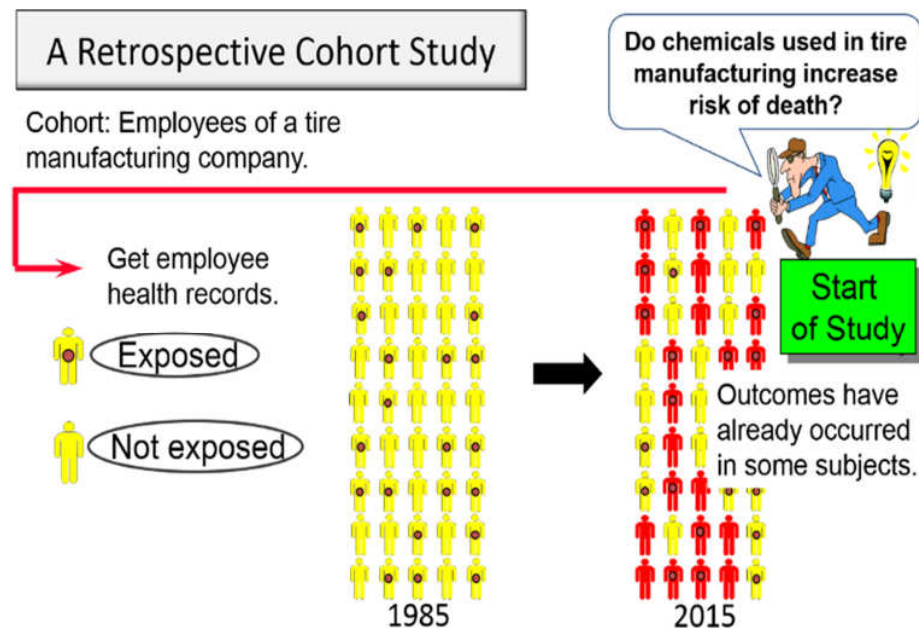 A Retrospective Cohort Study
Do chemicals used in tire
manufacturing increase
risk of death?
Cohort: Employees of a tire
manufacturing company.
Get employee
health records.
Exposed
Not exposed
Start
of Study
Outcomes have
already occurred
in some subjects.
1985
2015